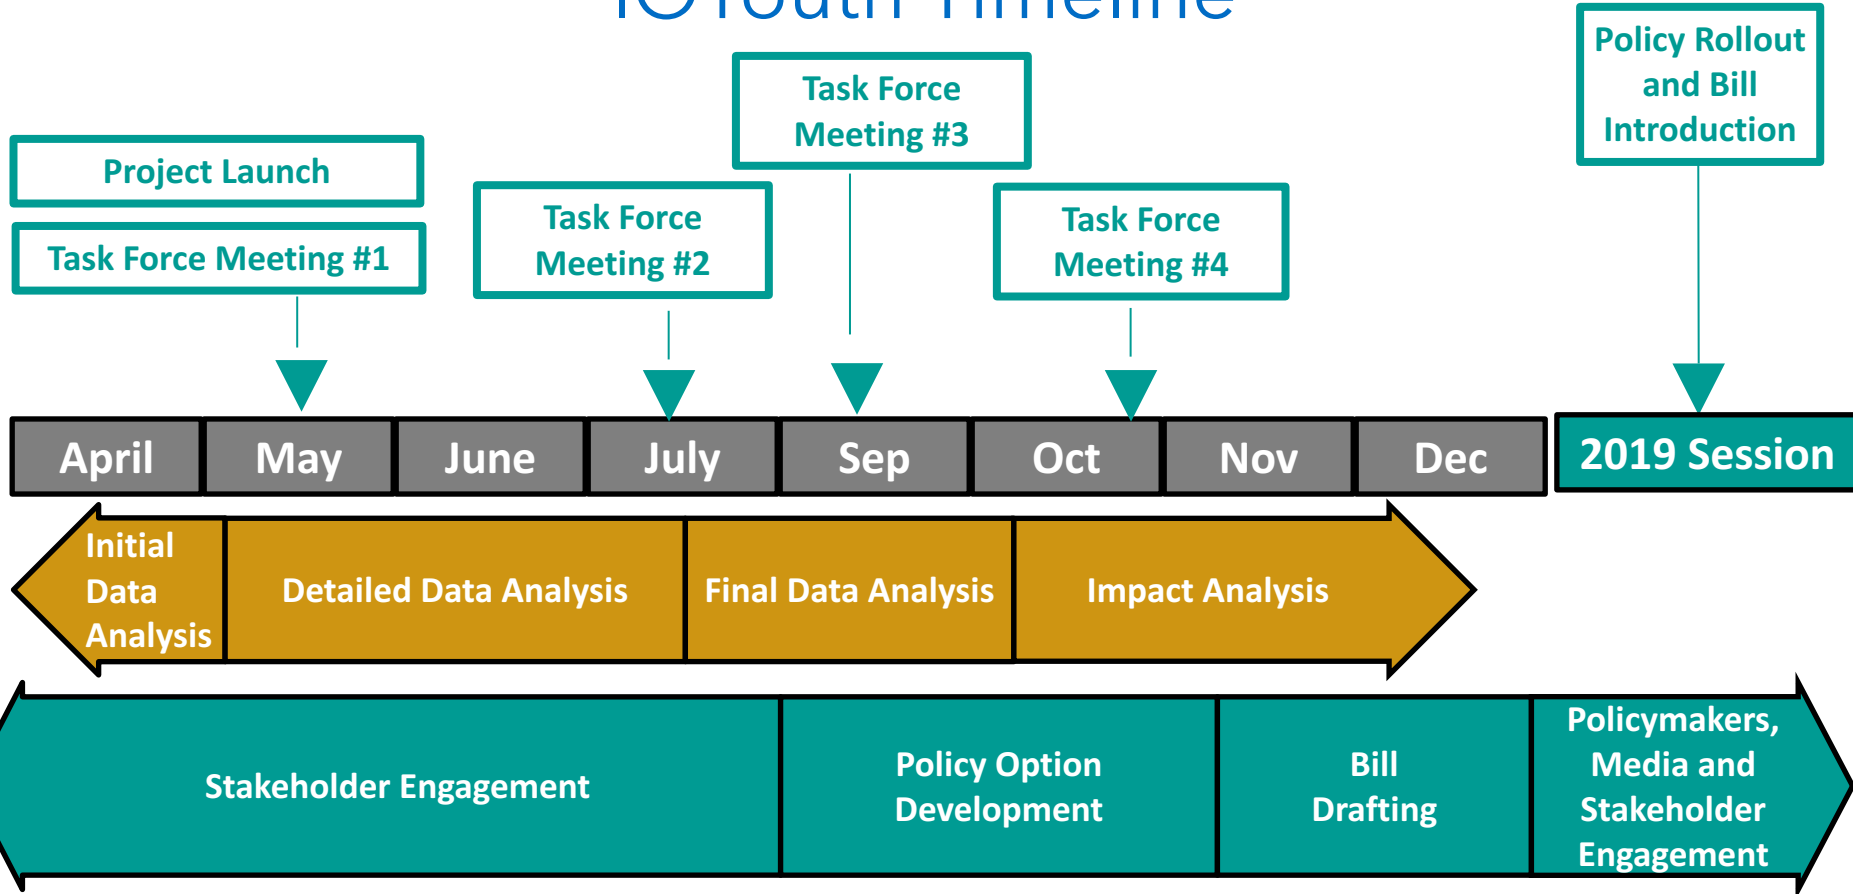 IOYouth Timeline
Policy Rollout
and Bill
Introduction
Task Force
Meeting #3
Project Launch
Task Force Meeting #1
Task Force
Meeting #2
Task Force
Meeting #4
April
May
June
July
Sep
Oct
Nov
Dec
2019 Session
Initial
Data
Analysis
Detailed Data Analysis
Final Data Analysis
Impact Analysis
Stakeholder Engagement
Policy Option
Development
Bill
Drafting
Policymakers,
Media and
Stakeholder
Engagement